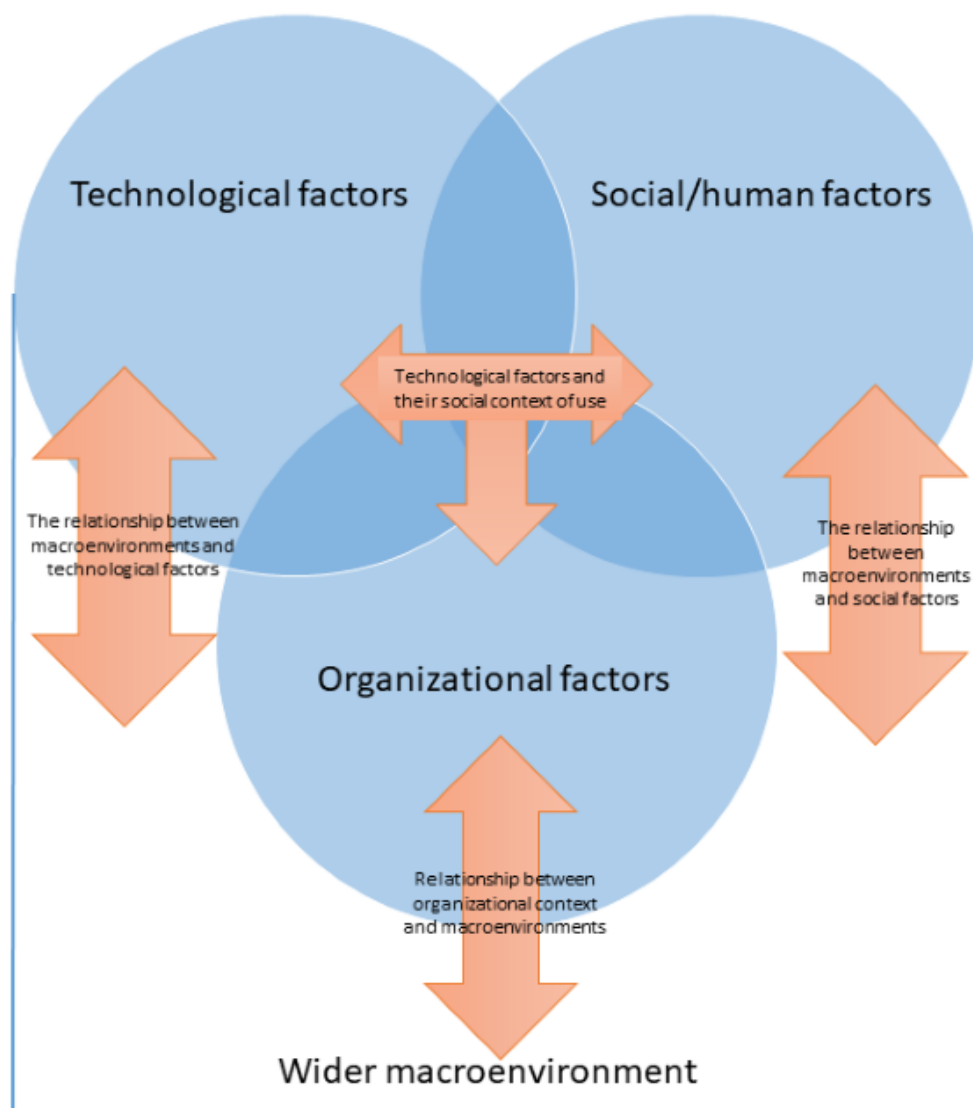 Technological factors
Social/human factors
Technological factors and
their social context of use
The relationship between
macroenvironments and
technological factors
The relationship
between
macroenvironments
and social factors
Organizational factors
Relationship between
organizational context
and macroenvironments
Wider macroenvironment